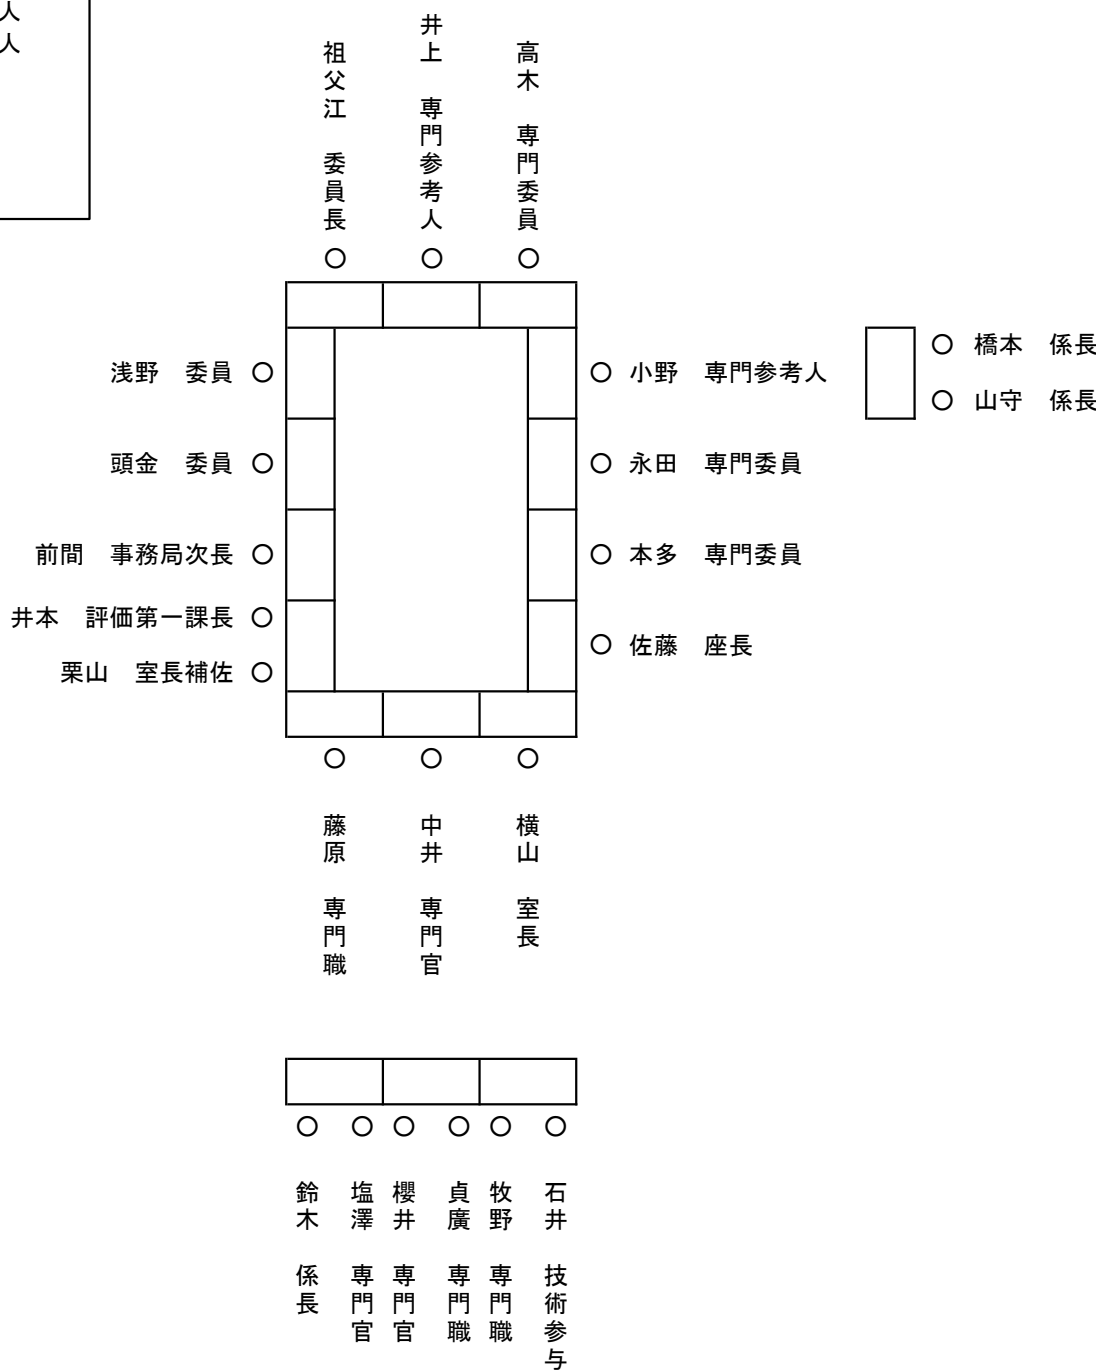 人
人
祖父江　委員長
井上　専門参考人
高木　専門委員
浅野　委員
頭金　委員
前間　事務局次長
井本　評価第一課長
栗山　室長補佐
小野　専門参考人
永田　専門委員
本多　専門委員
佐藤　座長
橋本　係長
山守　係長
藤原　専門職
中井　専門官
横山　室長
鈴木　係長
塩澤　専門官
櫻井　専門官
貞廣　専門職
牧野　専門職
石井　技術参与